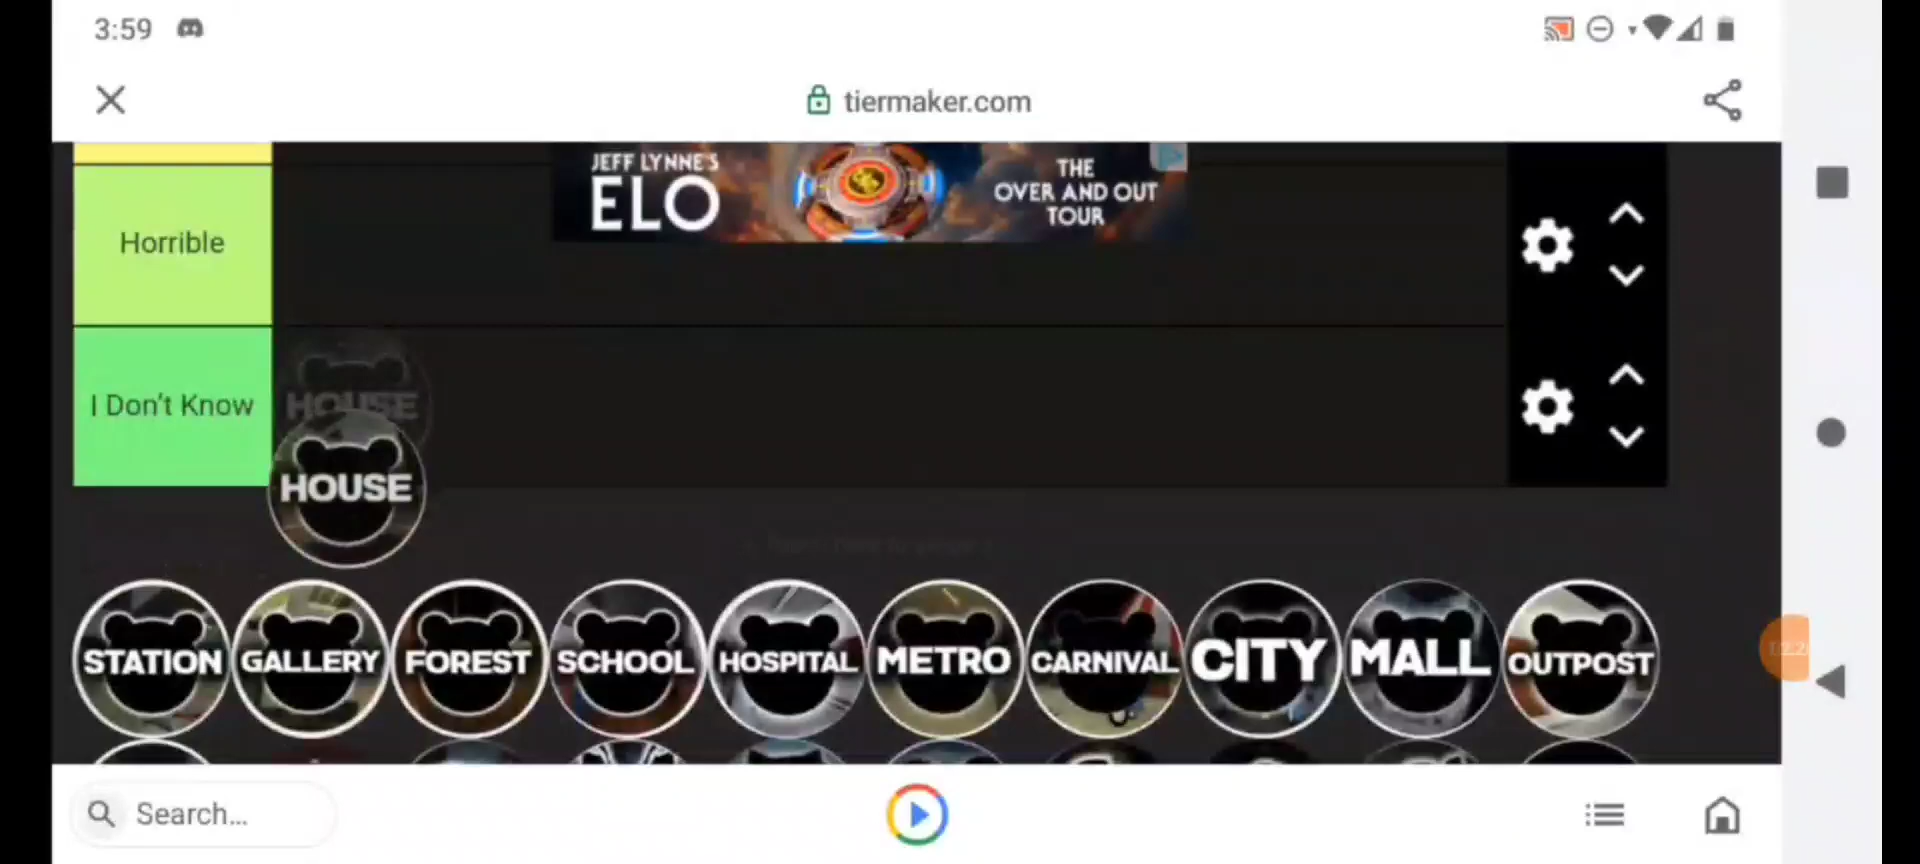 3:59
tiermaker.com
JEFF LYNNE'S
ELO
THE
OVER AND OUT
TOUR
Horrible
I Don't Know
HOUSE
HOUSE
STATION
GALLERY
FOREST
SCHOOL
HOSPITAL
METRO
CARNIVAL
CITY
MALL
OUTPOST
Search...